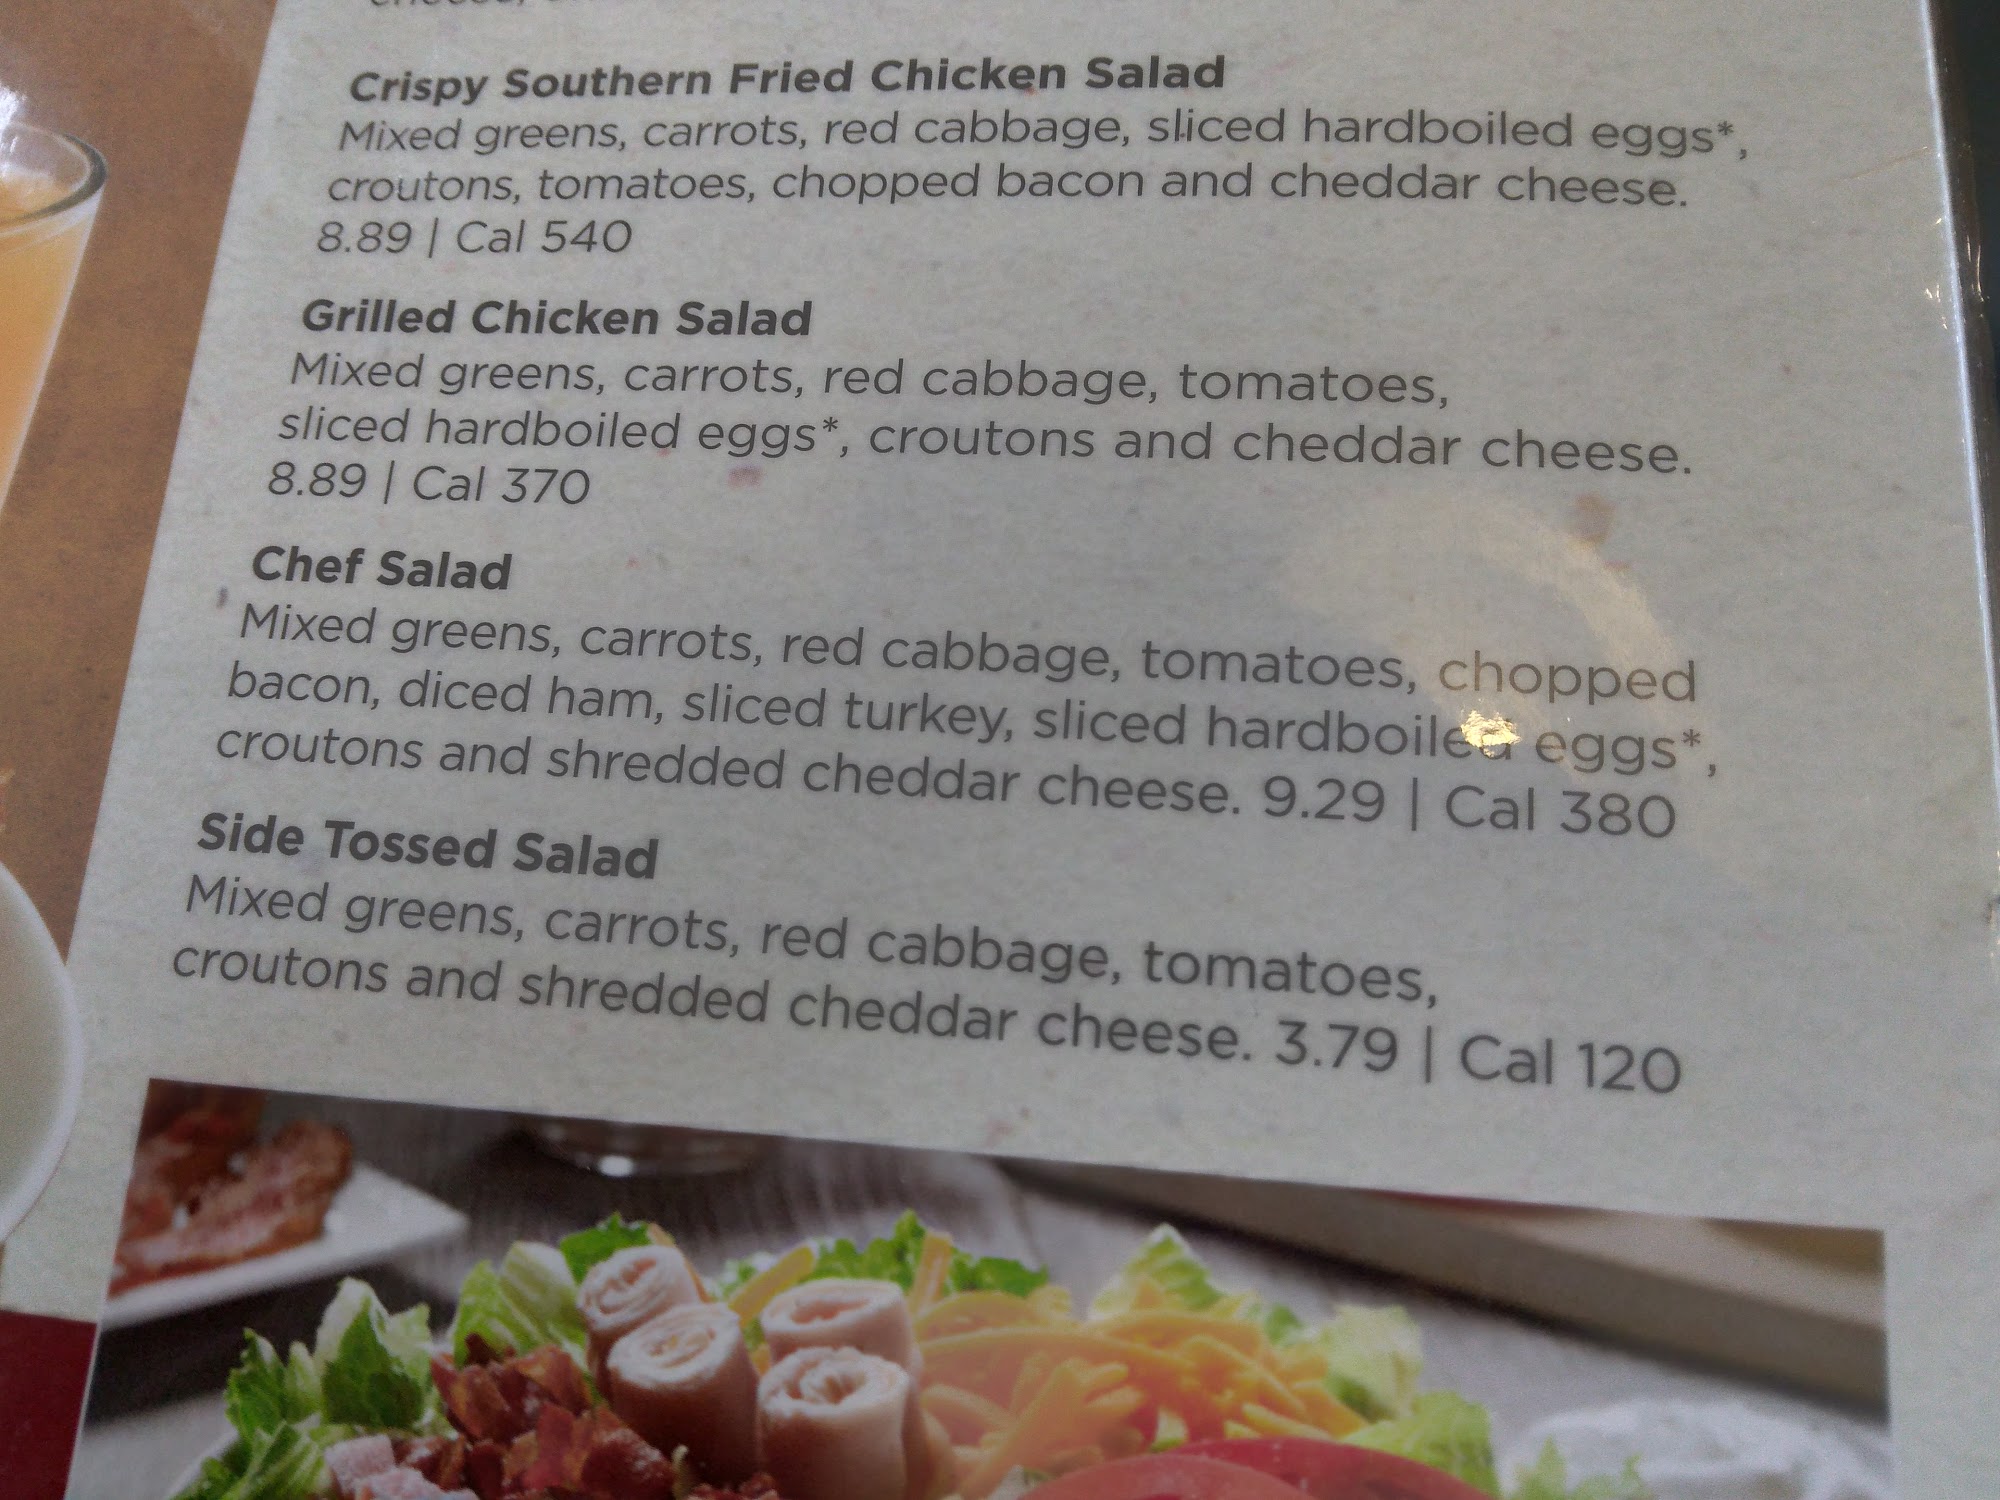 Crispy Southern Fried Chicken Salad
Mixed greens, carrots, red cabbage, sliced hardboiled eggs*,
croutons, tomatoes, chopped bacon and cheddar cheese.
8.89 | Cal 540
Grilled Chicken Salad
Mixed greens, carrots, red cabbage, tomatoes,
sliced hardboiled eggs*, croutons and cheddar cheese.
8.89 | Cal 370
Chef Salad
Mixed greens, carrots, red cabbage, tomatoes, chopped
bacon, diced ham, sliced turkey, sliced hardboiled eggs*,
croutons and shredded cheddar cheese. 9.29 | Cal 380
Side Tossed Salad
Mixed greens, carrots, red cabbage, tomatoes,
croutons and shredded cheddar cheese. 3.79 | Cal 120